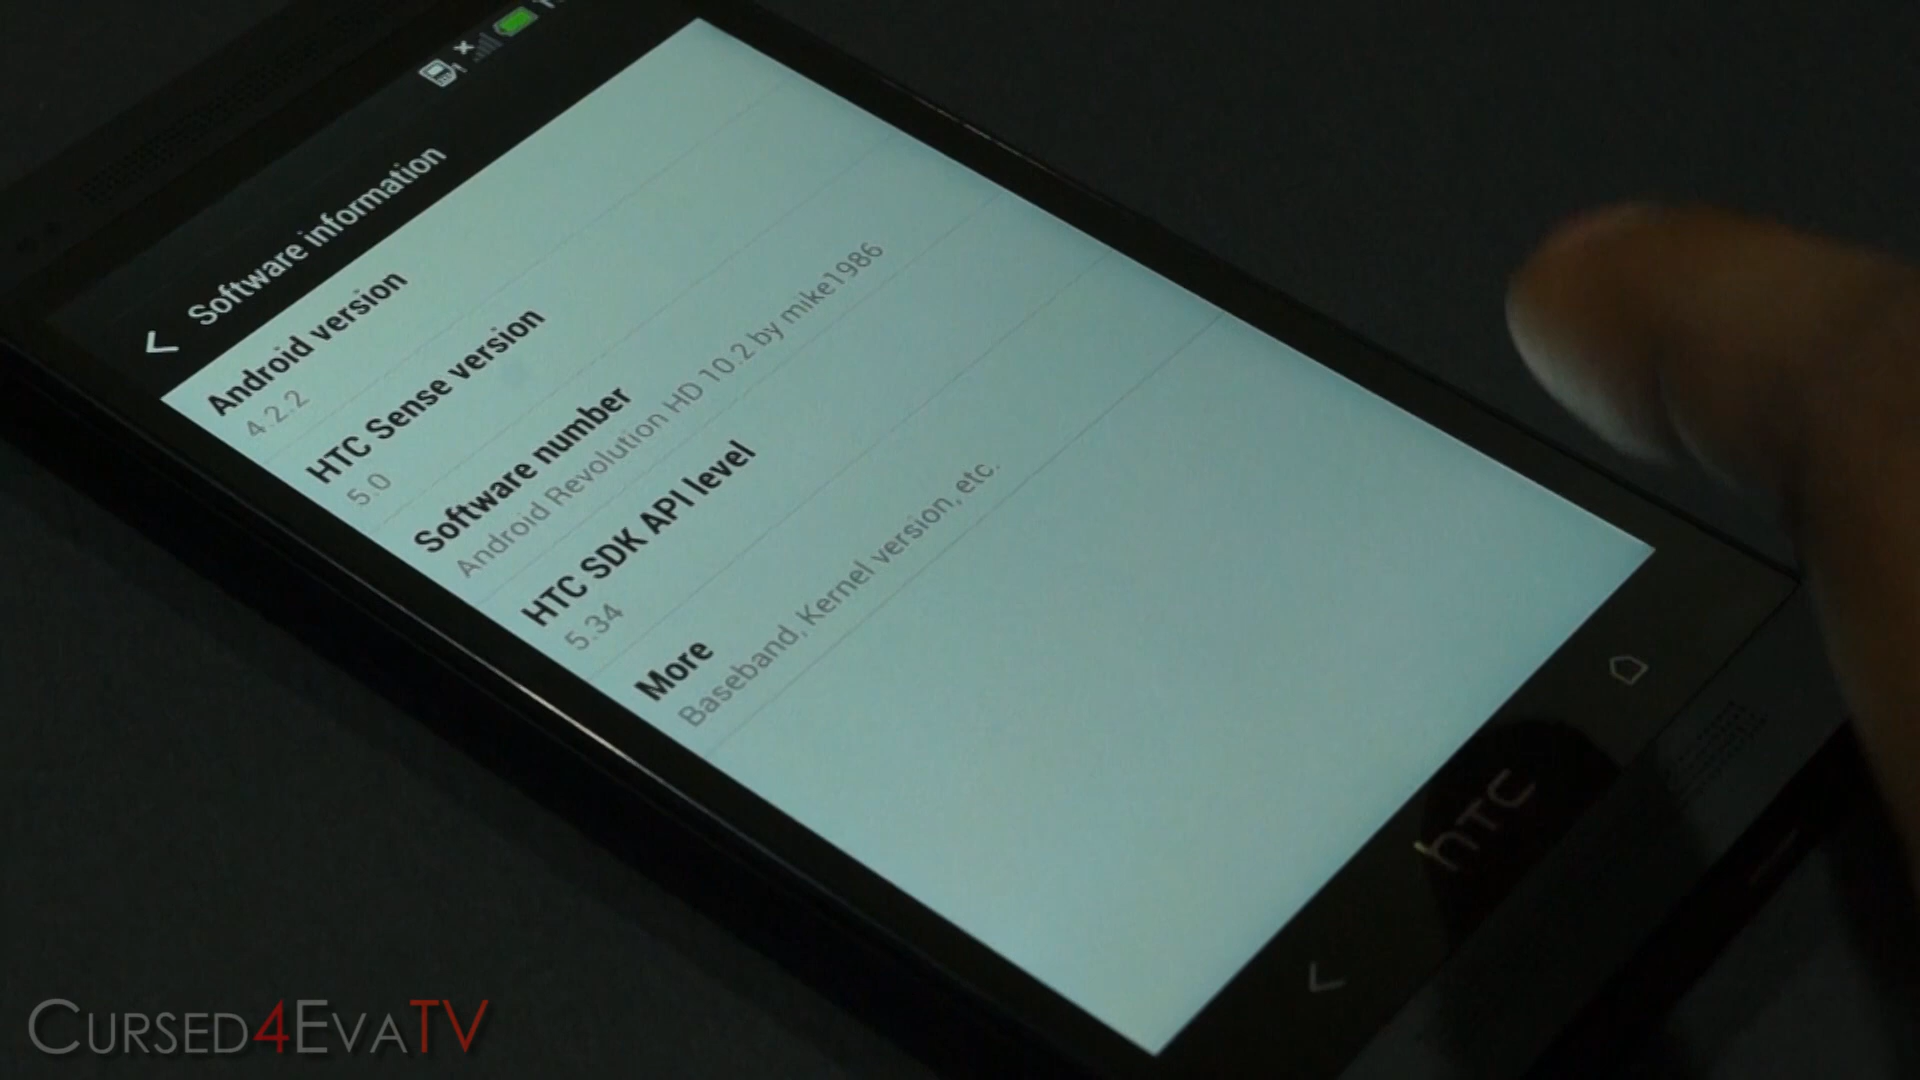 Software information
Android version
4.2.2
HTC Sense version
5.0
Software number
Android Revolution HD 10.2 by mike1986
HTC SDK API level
5.34
More
Baseband, Kernel version, etc.
hTC
CURSED4EVATV